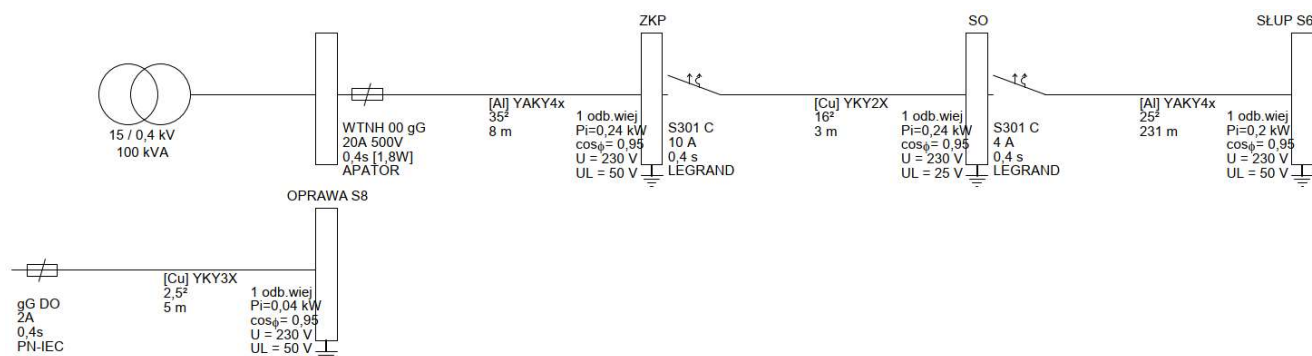 ZKP
SO
SŁUP S6
15 / 0,4 kV
100 kVA
WTNH 00 gG
20A 500V
0,4s [1,8W]
APATOR
[Al] YAKY4x
35²
8 m
1 odb.wiej
Pi=0,24 kW
cosϕ= 0,95
U = 230 V
UL = 50 V
S301 C
10 A
0,4 s
LEGRAND
[Cu] YKY2X
16²
3 m
1 odb.wiej
Pi=0,24 kW
cosϕ= 0,95
U = 230 V
UL = 25 V
S301 C
4 A
0,4 s
LEGRAND
[Al] YAKY4x
25²
231 m
1 odb.wiej
Pi=0,2 kW
cosϕ= 0,95
U = 230 V
UL = 50 V
OPRAWA S8
gG DO
2A
0,4s
PN-IEC
[Cu] YKY3X
2,5²
5 m
1 odb.wiej
Pi=0,04 kW
cosϕ= 0,95
U = 230 V
UL = 50 V